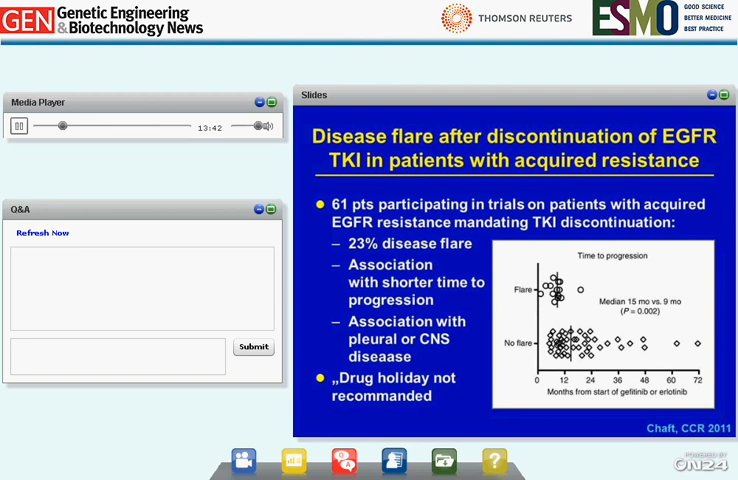 GEN Genetic Engineering
& Biotechnology News
THOMSON REUTERS
ESMO
GOOD SCIENCE
BETTER MEDICINE
BEST PRACTICE
Media Player
13:42
Q&A
Refresh Now
Submit
Slides
Disease flare after discontinuation of EGFR
TKI in patients with acquired resistance
61 pts participating in trials on patients with acquired
EGFR resistance mandating TKI discontinuation:
– 23% disease flare
– Association
with shorter time to
progression
– Association with
pleural or CNS
diseaase
„Drug holiday not
recommanded
Time to progression
Flare
Median 15 mo vs. 9 mo
(P = 0.002)
No flare
0 12 24 36 48 60 72
Months from start of gefitinib or erlotinib
Chaft, CCR 2011
Q
A
?
POWERED BY
ON24